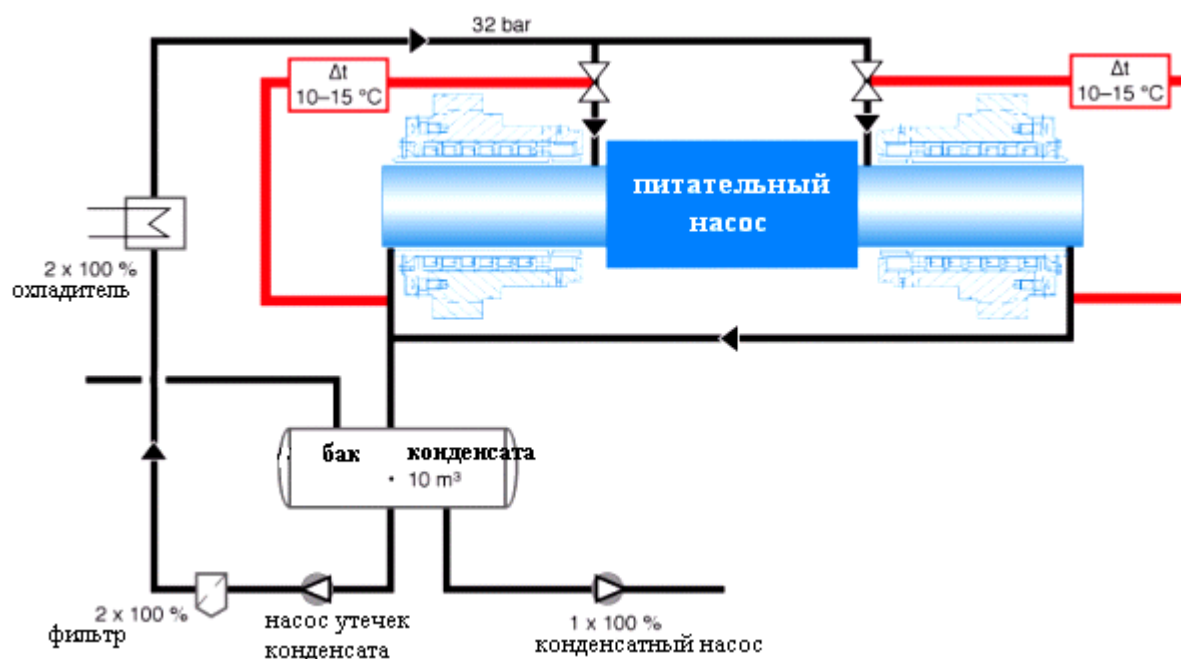 32 bar
Δt
10–15 °C
Δt
10–15 °C
питательный
насос
2 x 100 %
охладитель
бак конденсата
10 m³
2 x 100 %
фильтр
насос утечек
конденсата
1 x 100 %
конденсатный насос